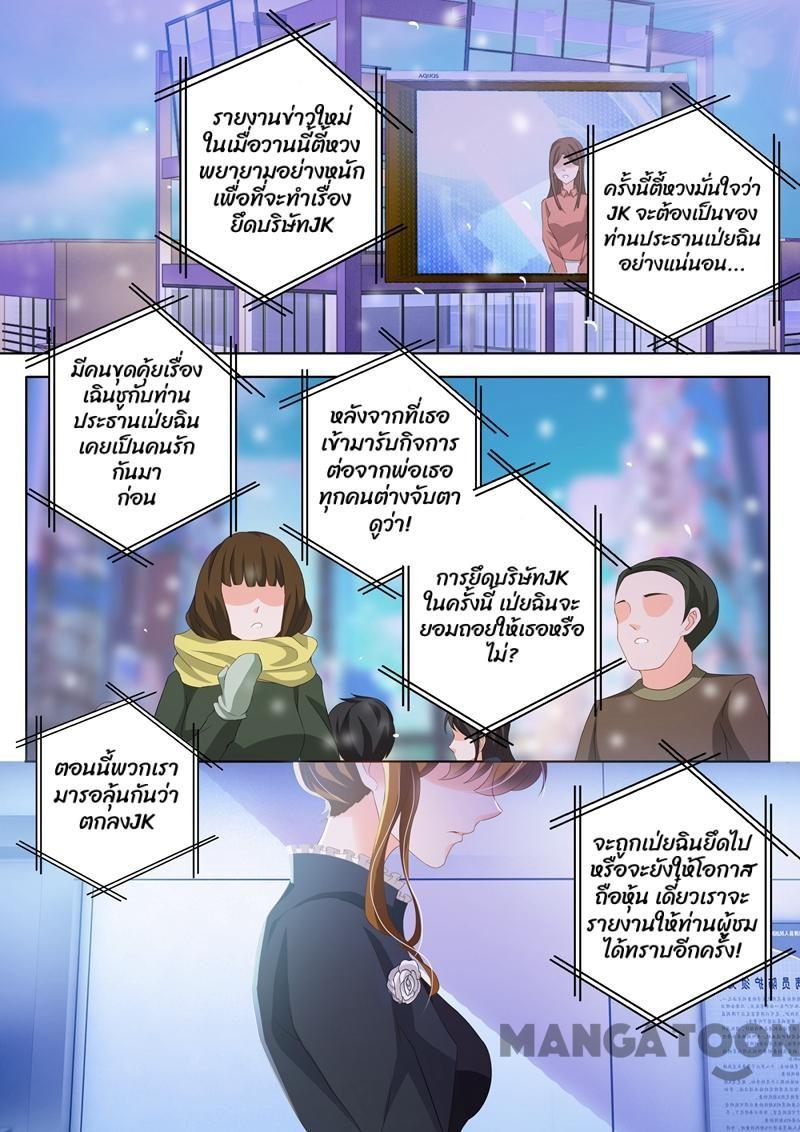 AQUOS
รายงานข่าวใหม่
ในเมื่อวานนี้ตี้หวง
พยายามอย่างหนัก
เพื่อที่จะทำเรื่อง
ยึดบริษัทJK
ครั้งนี้ตี้หวงมั่นใจว่า
JK จะต้องเป็นของ
ท่านประธานเป่ยฉิน
อย่างแน่นอน...
มีคนขุดคุ้ยเรื่อง
เฉินชูกับท่าน
ประธานเป่ยฉิน
เคยเป็นคนรัก
กันมา
ก่อน
หลังจากที่เธอ
เข้ามารับกิจการ
ต่อจากพ่อเธอ
ทุกคนต่างจับตา
ดูว่า!
การยึดบริษัทJK
ในครั้งนี้ เป่ยฉินจะ
ยอมถอยให้เธอหรือ
ไม่?
ตอนนี้พวกเรา
มารอลุ้นกันว่า
ตกลงJK
จะถูกเป่ยฉินยึดไป
หรือจะยังให้โอกาส
ถือหุ้น เดี๋ยวเราจะ
รายงานให้ท่านผู้ชม
ได้ทราบอีกครั้ง!
MANGATOON